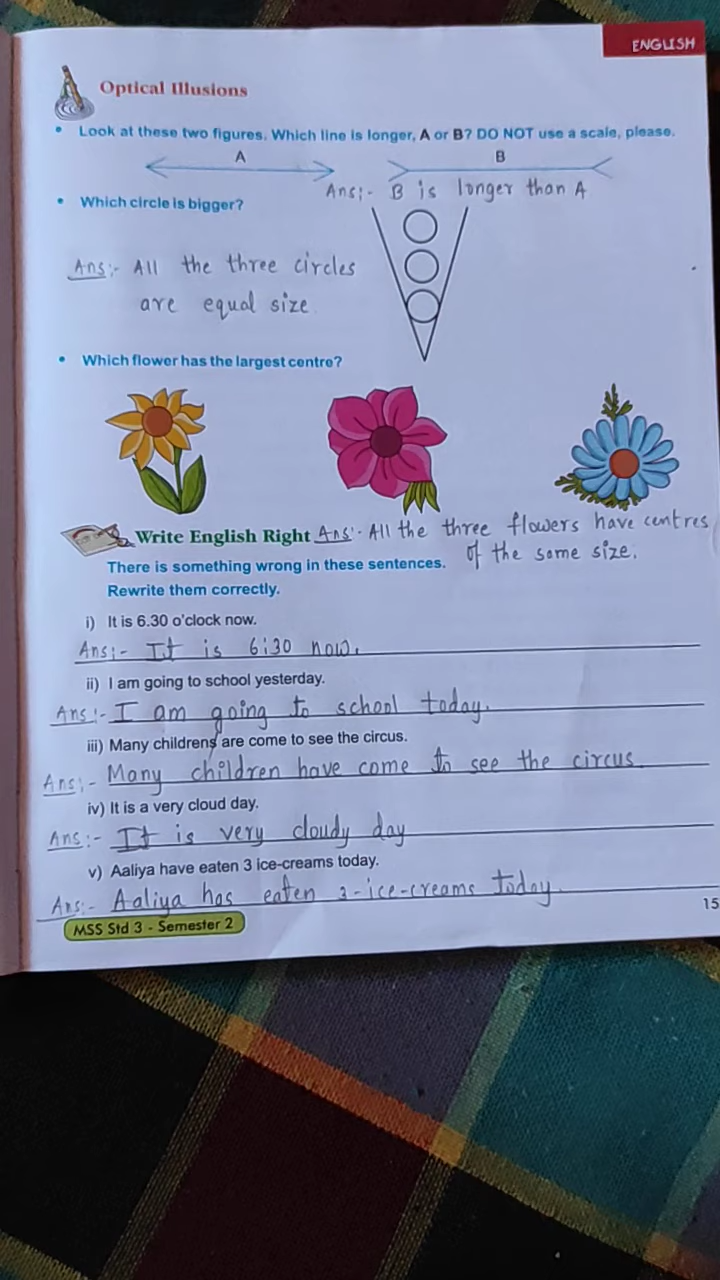 ENGLISH
Optical Illusions
• Look at these two figures. Which line is longer, A or B? DO NOT use a scale, please.
A B
Ans:- B is longer than A
• Which circle is bigger?
Ans:- All the three circles
are equal size
• Which flower has the largest centre?
Write English Right Ans:- All the three flowers have centres
of the same size.
There is something wrong in these sentences.
Rewrite them correctly.
i) It is 6.30 o'clock now.
Ans:- It is 6:30 now.
ii) I am going to school yesterday.
Ans:- I am going to school today.
iii) Many childrens are come to see the circus.
Ans:- Many children have come to see the circus
iv) It is a very cloud day.
Ans:- It is very cloudy day
v) Aaliya have eaten 3 ice-creams today.
Ans:- Aaliya has eaten 3-ice-creams today.
15
MSS Std 3 - Semester 2